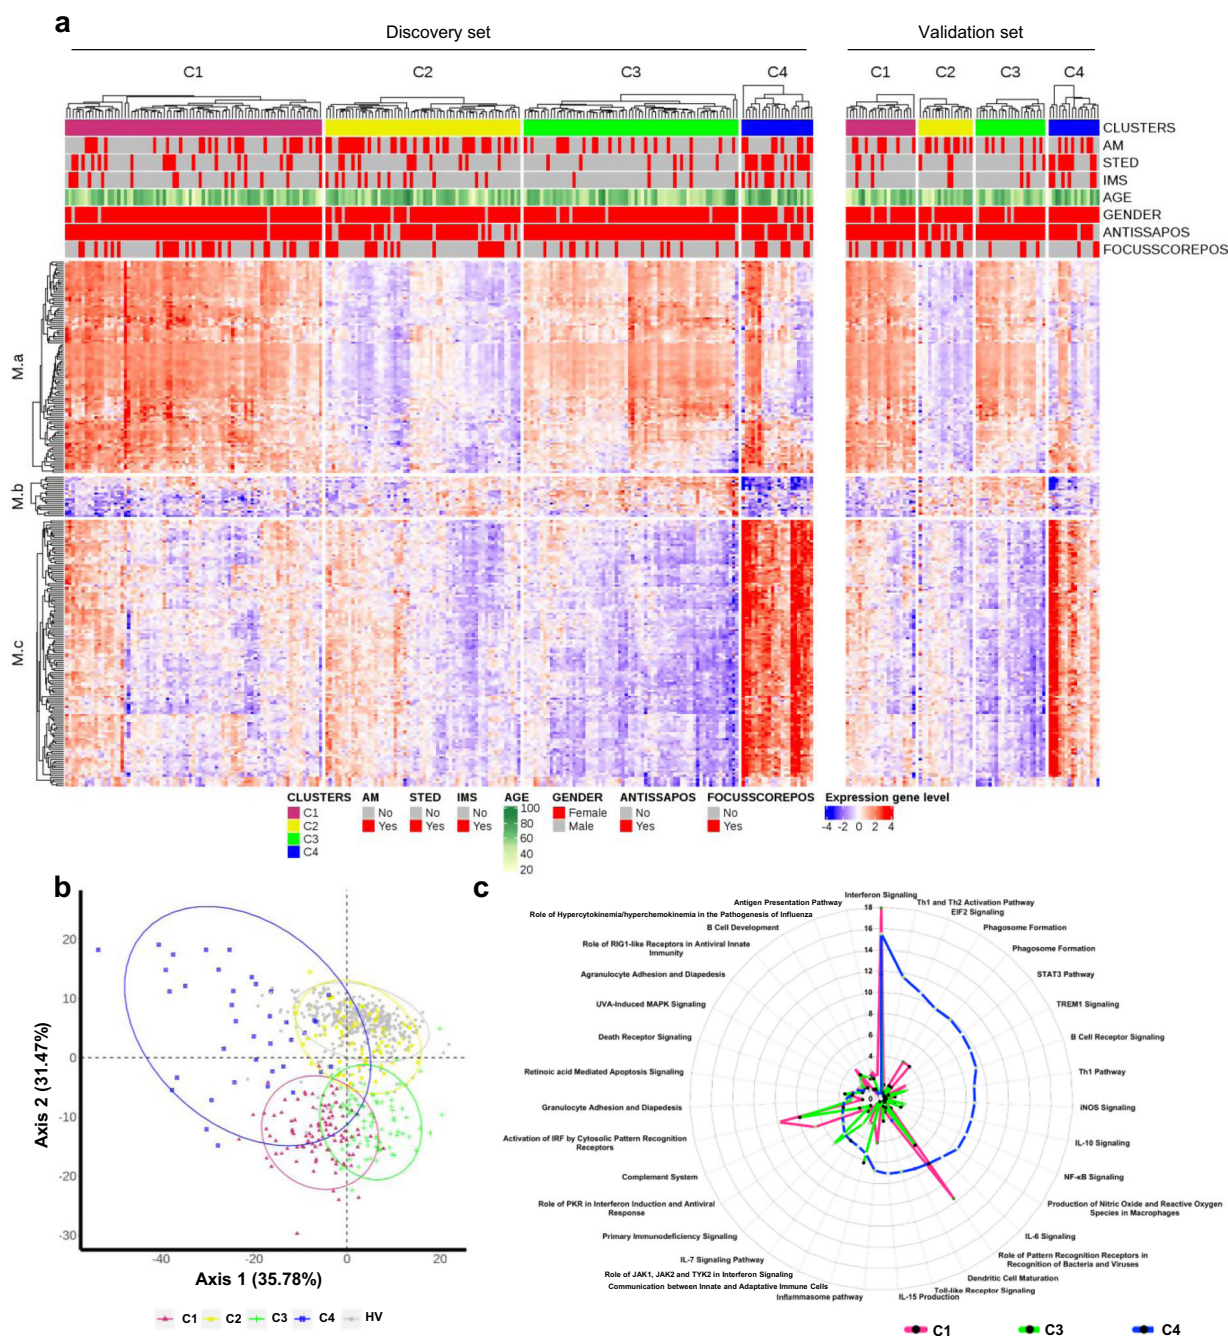 a
Discovery set
Validation set
C1
C2
C3
C4
C1
C2
C3
C4
CLUSTERS
AM
STED
IMS
AGE
GENDER
ANTISSAPOS
FOCUSSCOREPOS
M.a
M.b
M.c
CLUSTERS
C1
C2
C3
C4
AM
No
Yes
STED
No
Yes
IMS
No
Yes
AGE
100
80
60
40
20
GENDER
Female
Male
ANTISSAPOS
No
Yes
FOCUSSCOREPOS
No
Yes
Expression gene level
-4 -2 0 2 4
b
Axis 2 (31.47%)
20
10
0
-10
-20
-30
-40
-20
0
20
Axis 1 (35.78%)
C1
C2
C3
C4
HV
c
Interferon Signaling
Th1 and Th2 Activation Pathway
EIF2 Signaling
Phagosome Formation
Phagosome Formation
STAT3 Pathway
TREM1 Signaling
B Cell Receptor Signaling
Th1 Pathway
iNOS Signaling
IL-10 Signaling
NF-κB Signaling
Production of Nitric Oxide and Reactive Oxygen
Species in Macrophages
IL-6 Signaling
Role of Pattern Recognition Receptors in
Recognition of Bacteria and Viruses
Dendritic Cell Maturation
Toll-like Receptor Signaling
IL-15 Production
Inflammasome pathway
Communication between Innate and Adaptive Immune Cells
Role of JAK1, JAK2 and TYK2 in Interferon Signaling
IL-7 Signaling Pathway
Primary Immunodeficiency Signaling
Role of PKR in Interferon Induction and Antiviral
Response
Complement System
Activation of IRF by Cytosolic Pattern Recognition
Receptors
Granulocyte Adhesion and Diapedesis
Retinoic acid Mediated Apoptosis Signaling
Death Receptor Signaling
UVA-Induced MAPK Signaling
Agranulocyte Adhesion and Diapedesis
Role of RIG1-like Receptors in Antiviral Innate
Immunity
B Cell Development
Role of Hypercytokinemia/hyperchemokinemia in the Pathogenesis of Influenza
Antigen Presentation Pathway
18
16
14
12
10
8
6
4
2
0
C1
C3
C4